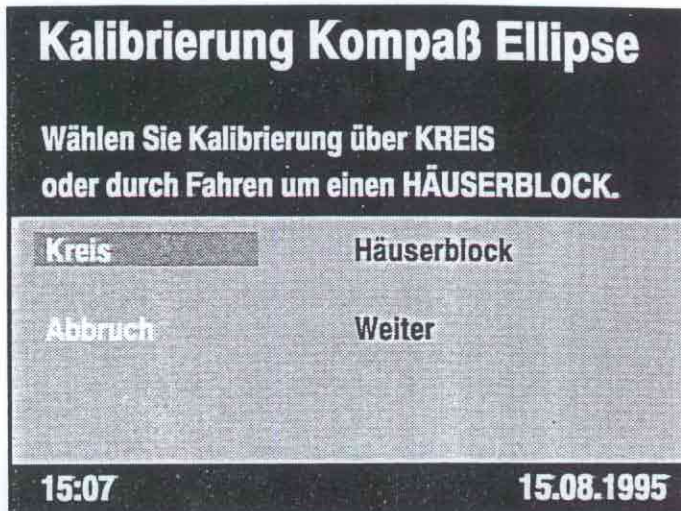 Kalibrierung Kompaß Ellipse
Wählen Sie Kalibrierung über KREIS
oder durch Fahren um einen HÄUSERBLOCK.
Kreis Häuserblock
Abbruch Weiter
15:07 15.08.1995